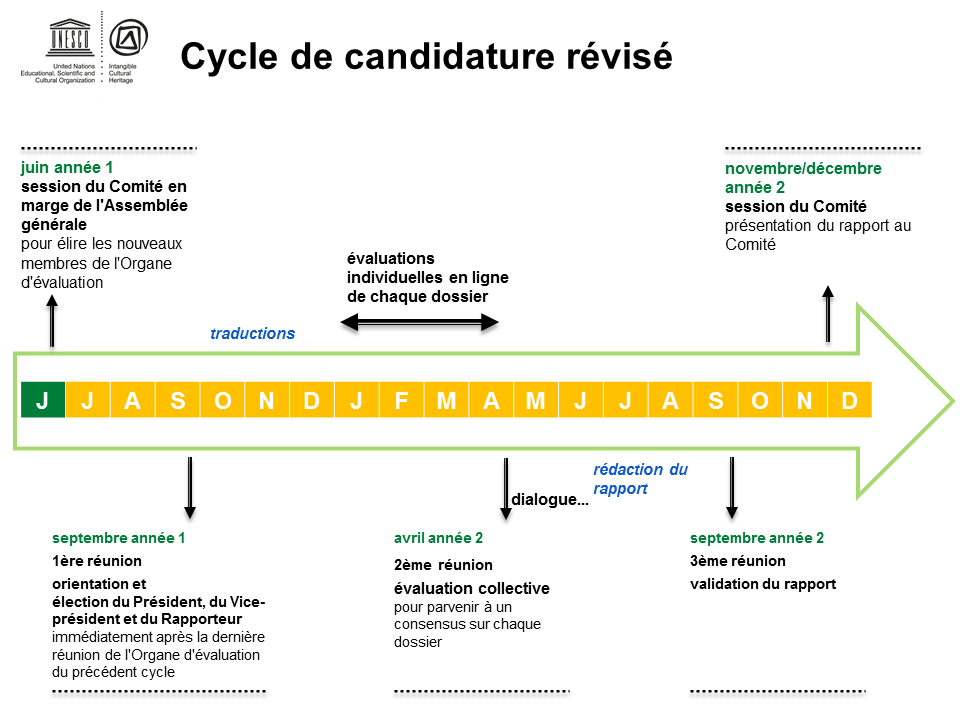 UNESCO
United Nations
Educational, Scientific and
Cultural Organization
Intangible
Cultural
Heritage
Cycle de candidature révisé
juin année 1
session du Comité en
marge de l'Assemblée
générale
pour élire les nouveaux
membres de l'Organe
d'évaluation
novembre/décembre
année 2
session du Comité
présentation du rapport au
Comité
évaluations
individuelles en ligne
de chaque dossier
traductions
J J A S O N D J F M A M J J A S O N D
rédaction du
rapport
dialogue...
septembre année 1
1ère réunion
orientation et
élection du Président, du Vice-
président et du Rapporteur
immédiatement après la dernière
réunion de l'Organe d'évaluation
du précédent cycle
avril année 2
2ème réunion
évaluation collective
pour parvenir à un
consensus sur chaque
dossier
septembre année 2
3ème réunion
validation du rapport